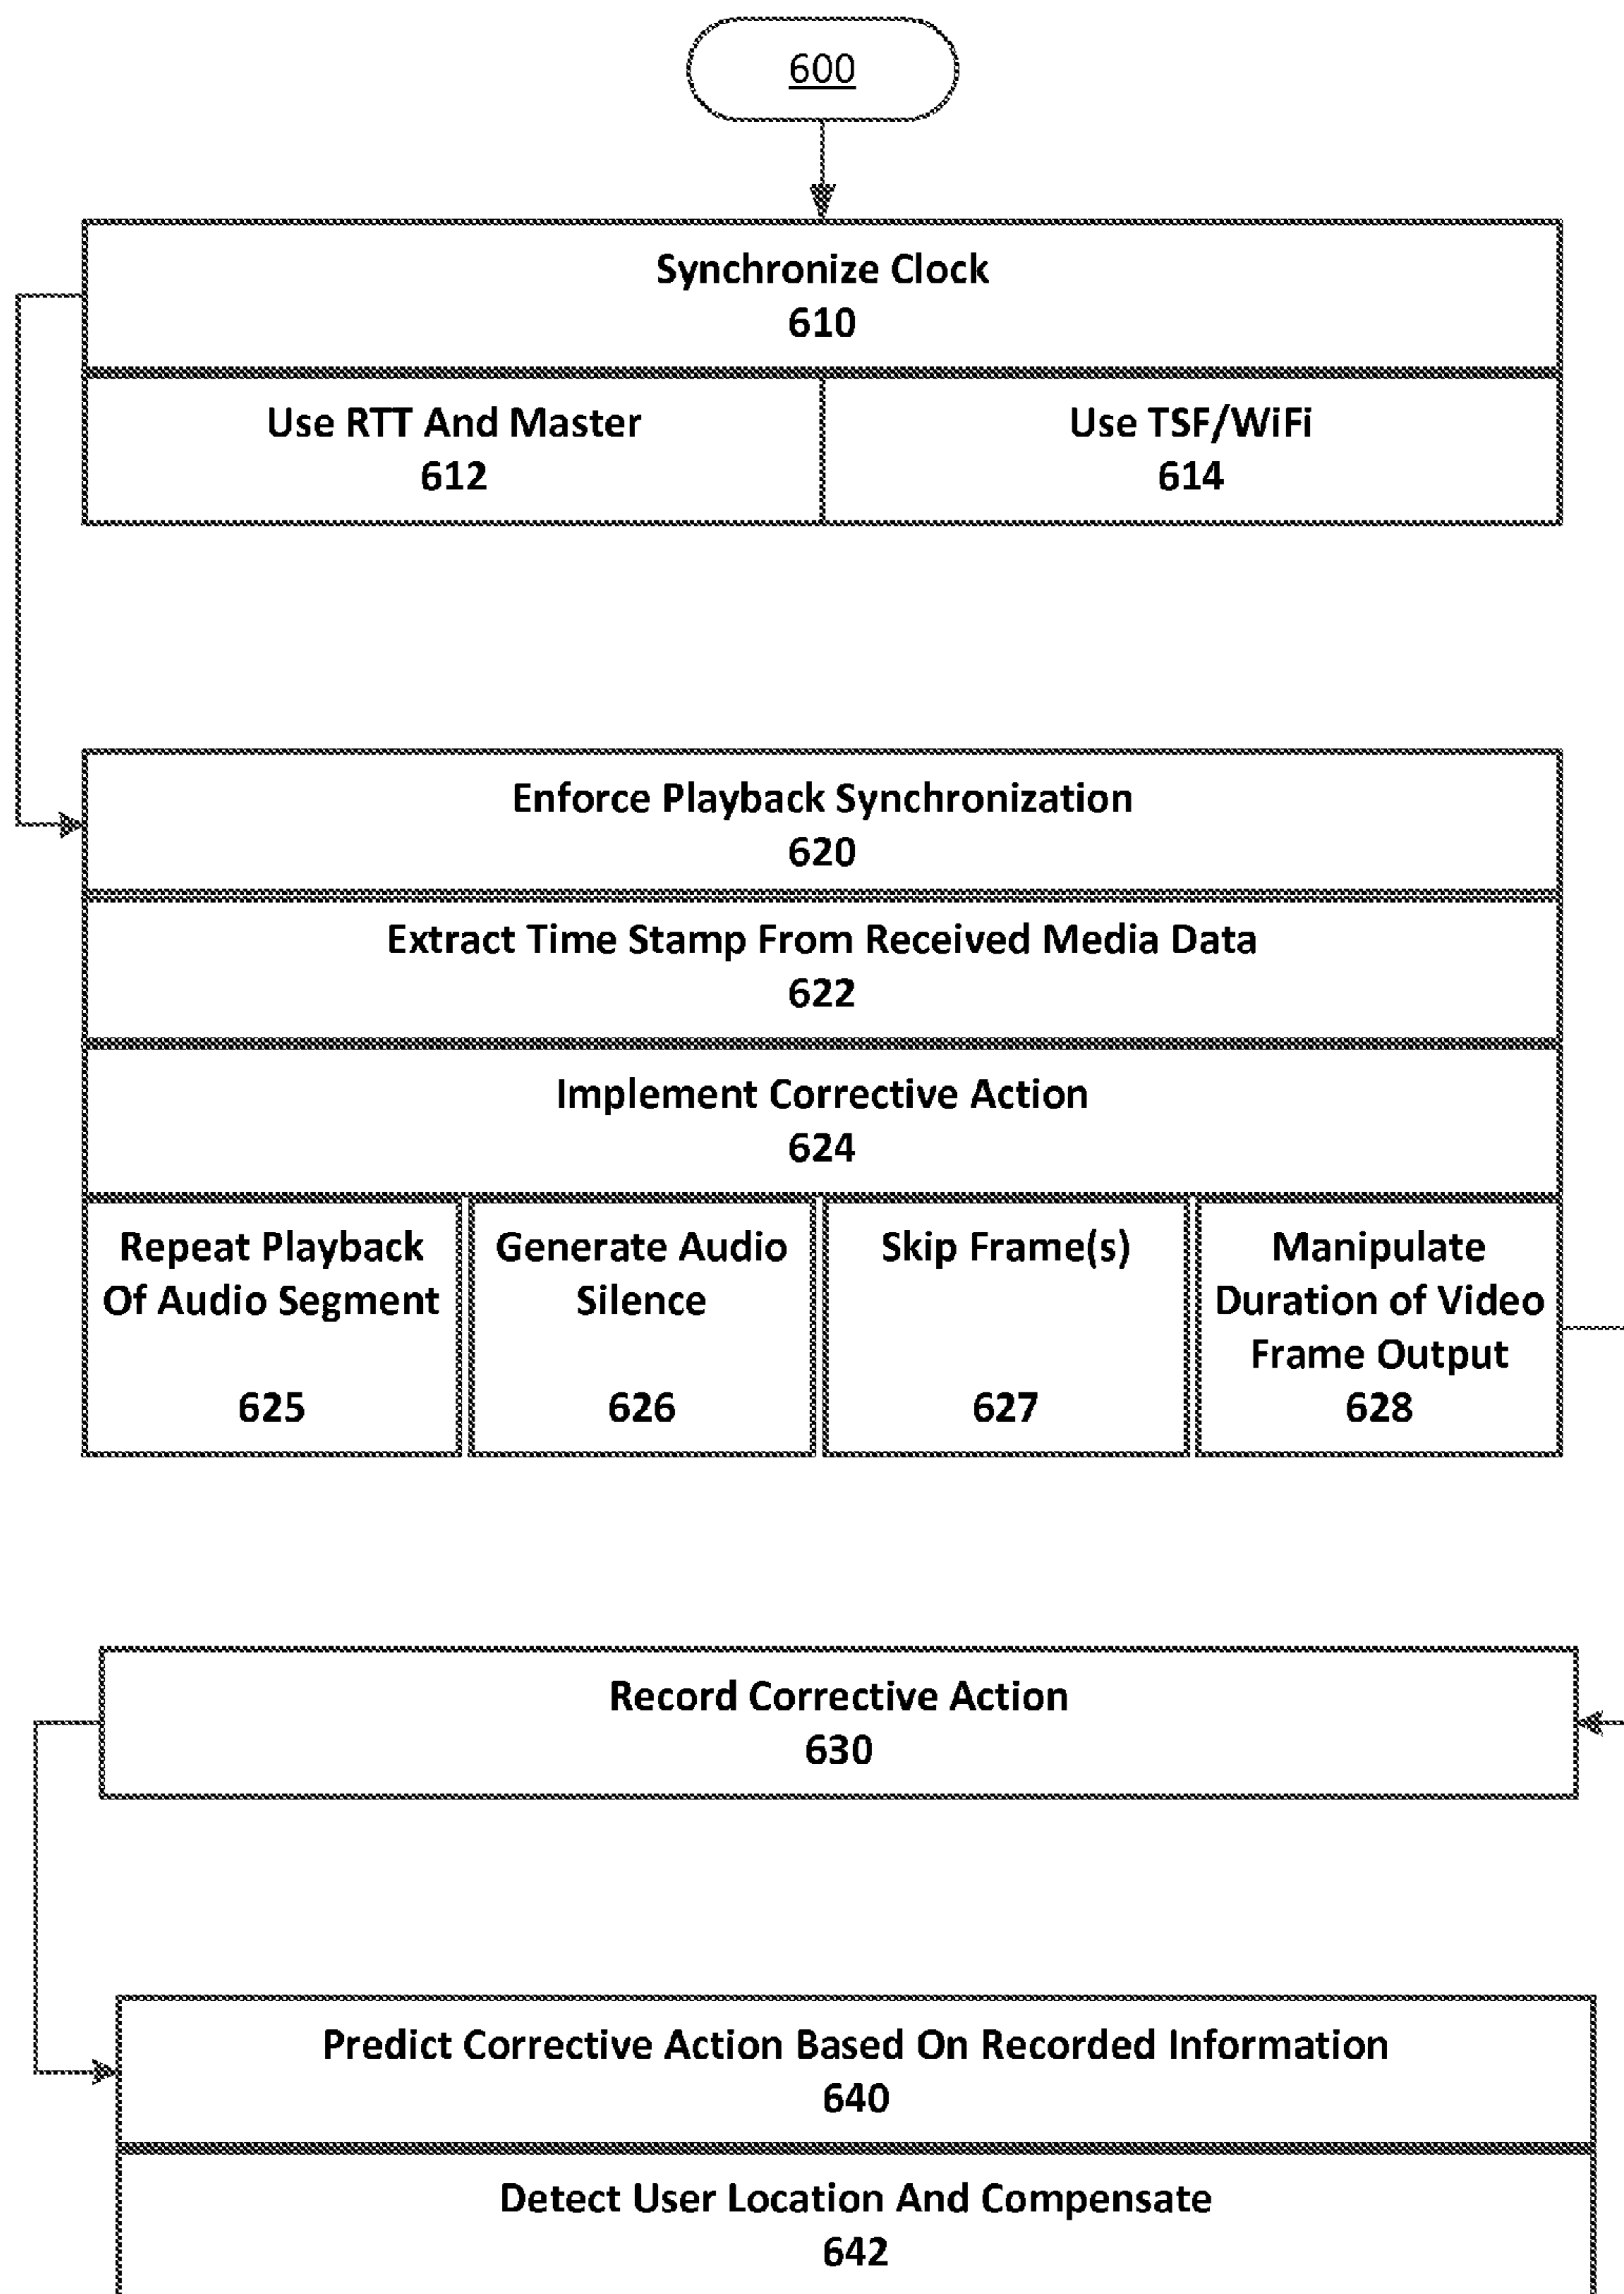 600
Synchronize Clock
610
Use RTT And Master
612
Use TSF/WiFi
614
Enforce Playback Synchronization
620
Extract Time Stamp From Received Media Data
622
Implement Corrective Action
624
Repeat Playback
Of Audio Segment
625
Generate Audio
Silence
626
Skip Frame(s)
627
Manipulate
Duration of Video
Frame Output
628
Record Corrective Action
630
Predict Corrective Action Based On Recorded Information
640
Detect User Location And Compensate
642